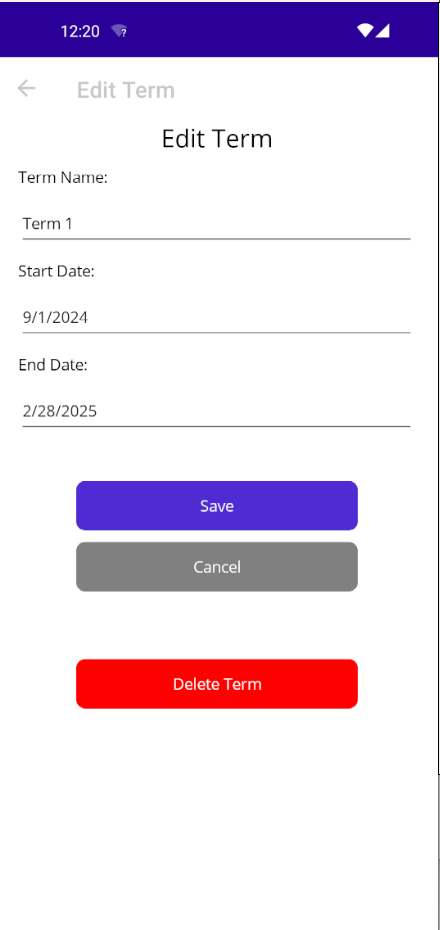 12:20
Edit Term
Edit Term
Term Name:
Term 1
Start Date:
9/1/2024
End Date:
2/28/2025
Save
Cancel
Delete Term